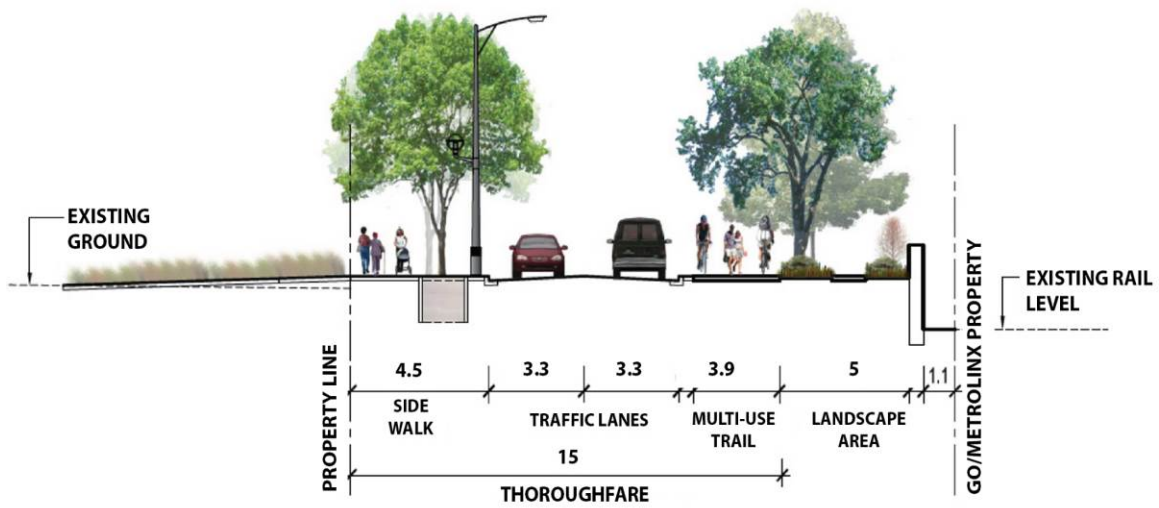 EXISTING
GROUND
EXISTING RAIL
LEVEL
PROPERTY LINE
GO/METROLINX PROPERTY
4.5
3.3
3.3
3.9
5
1.1
SIDE
WALK
TRAFFIC LANES
MULTI-USE
TRAIL
LANDSCAPE
AREA
15
THOROUGHFARE